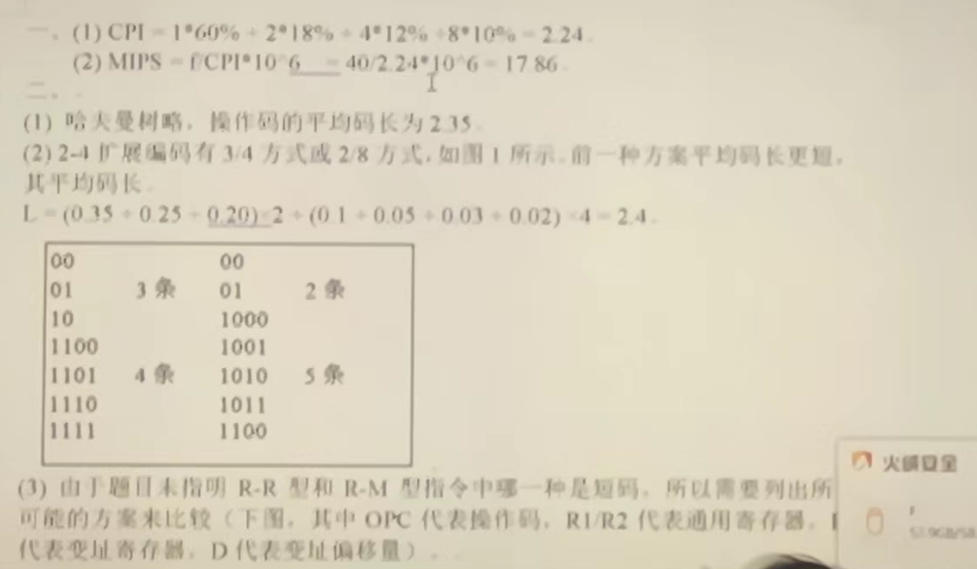 一、(1) CPI = 1*60% + 2*18% + 4*12% +8*10% = 2.24
(2) MIPS = f/CPI*10^6 = 40/2.24*10^6 = 17.86
二、
(1) 哈夫曼树略，操作码的平均码长为 2.35
(2) 2-4 扩展编码有 3/4 方式或 2/8 方式，如图 1 所示。前一种方案平均码长更短，
其平均码长
L = (0.35 + 0.25 + 0.20)×2 + (0.1 + 0.05 + 0.03 + 0.02)×4 = 2.4
00 00
01 3 条 01 2 条
10 1000
1100 1001
1101 4 条 1010 5 条
1110 1011
1111 1100
(3) 由于题目未指明 R-R 型和 R-M 型指令中哪一种是短码，所以需要列出所
可能的方案来比较（下图，其中 OPC 代表操作码，R1/R2 代表通用寄存器，
代表变址寄存器，D 代表变址偏移量）。
火绒安全